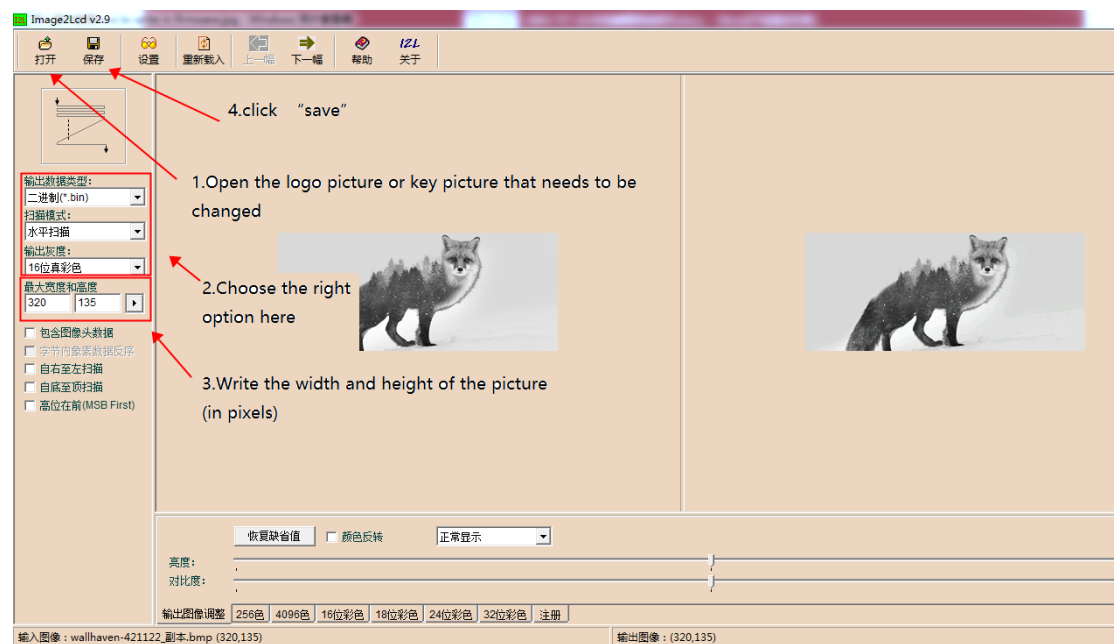 Image2Lcd v2.9
打开 保存 设置 重新载入 上一幅 下一幅 帮助 关于
4.click “save”
1.Open the logo picture or key picture that needs to be
changed
输出数据类型:
二进制(*.bin)
扫描模式:
水平扫描
输出灰度:
16位真彩色
最大宽度和高度
320 135
2.Choose the right
option here
包含图像头数据
字节内象素数据反序
自右至左扫描
自底至顶扫描
高位在前(MSB First)
3.Write the width and height of the picture
(in pixels)
恢复缺省值 颜色反转 正常显示
亮度:
对比度:
输出图像调整 256色 4096色 16位彩色 18位彩色 24位彩色 32位彩色 注册
输入图像：wallhaven-421122_副本.bmp (320,135) 输出图像：(320,135)